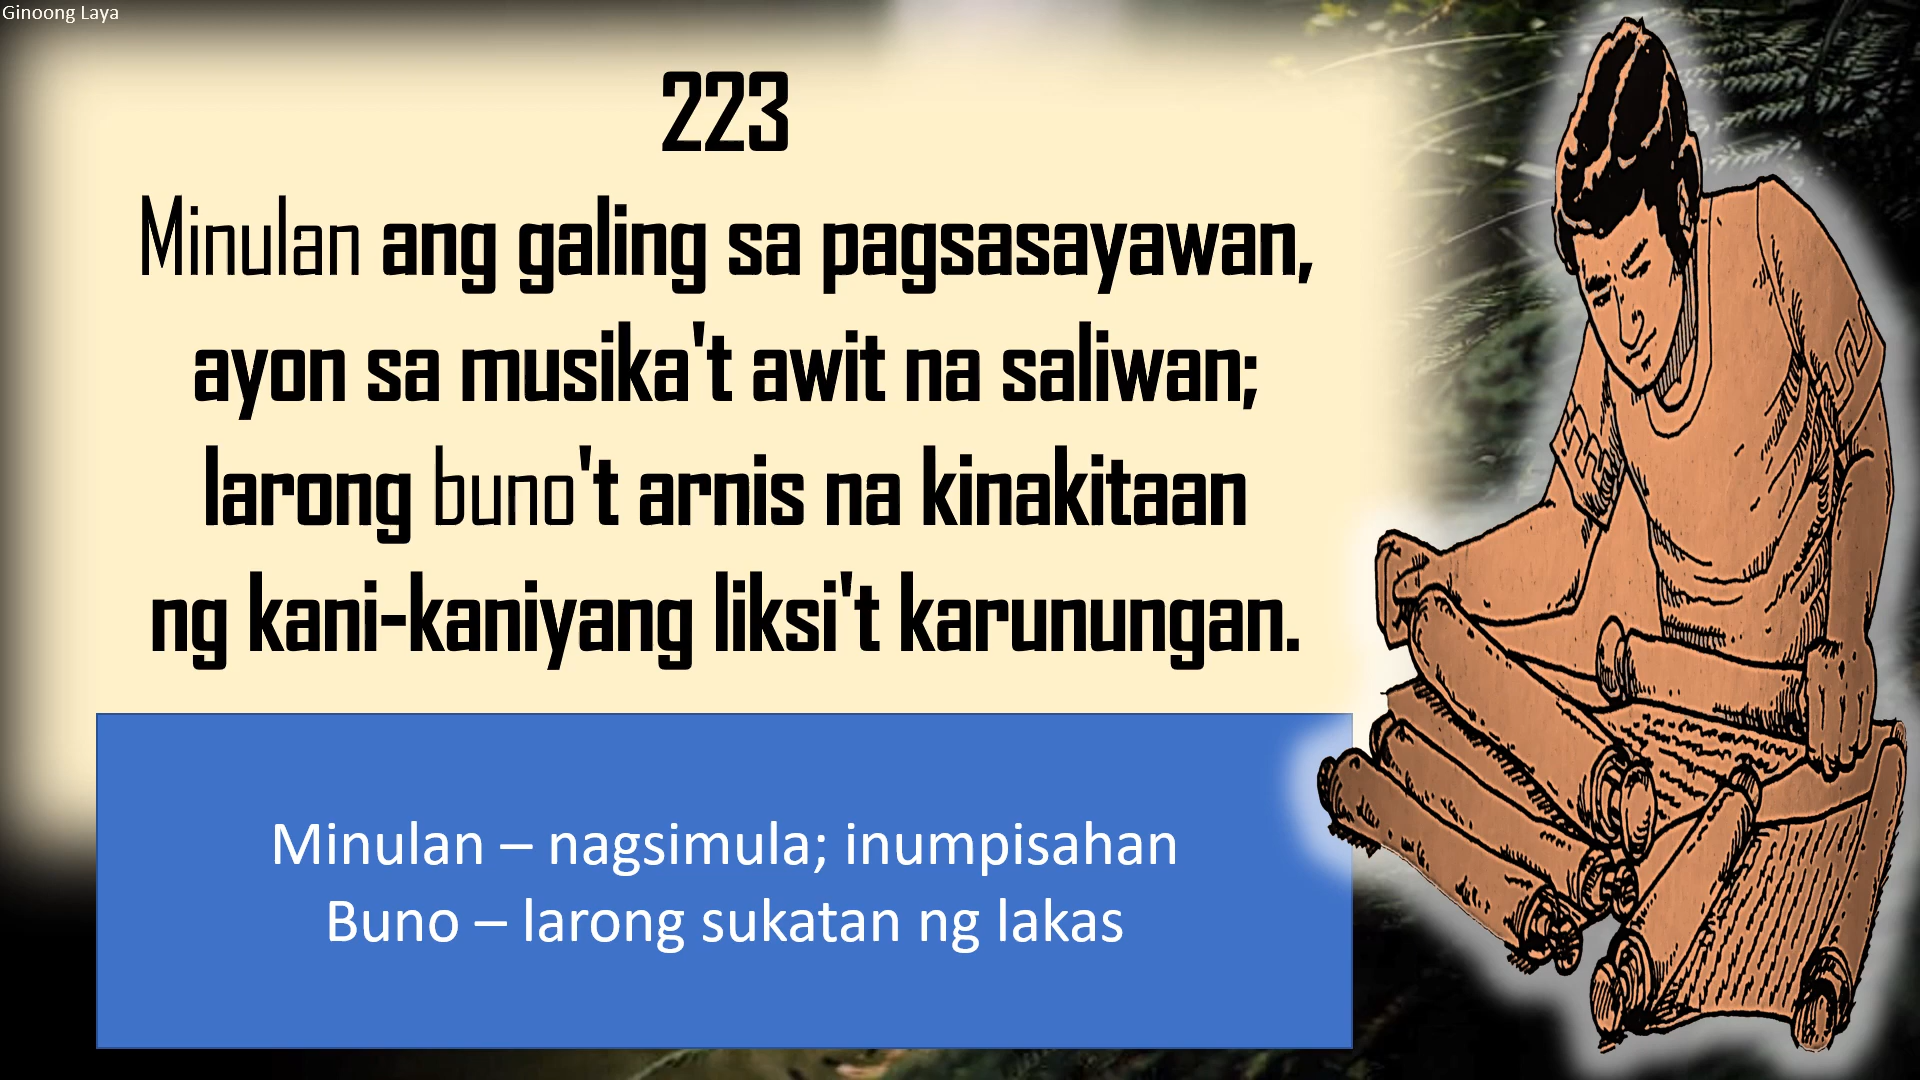 Ginoong Laya
223
Minulan ang galing sa pagsasayawan,
ayon sa musika't awit na saliwan;
larong buno't arnis na kinakitaan
ng kani-kaniyang liksi't karunungan.
Minulan – nagsimula; inumpisahan
Buno – larong sukatan ng lakas